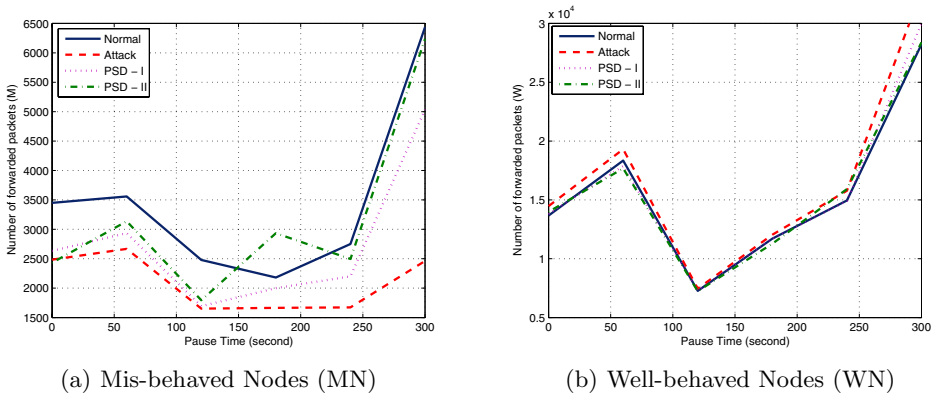 6500
6000
5500
5000
4500
4000
3500
3000
2500
2000
1500
0
50
100
150
200
250
300
Number of forwarded packets (M)
Pause Time (second)
Normal
Attack
PSD – I
PSD – II
(a) Mis-behaved Nodes (MN)
x 10^4
3
2.5
2
1.5
1
0.5
0
50
100
150
200
250
300
Number of forwarded packets (W)
Pause Time (second)
Normal
Attack
PSD – I
PSD – II
(b) Well-behaved Nodes (WN)